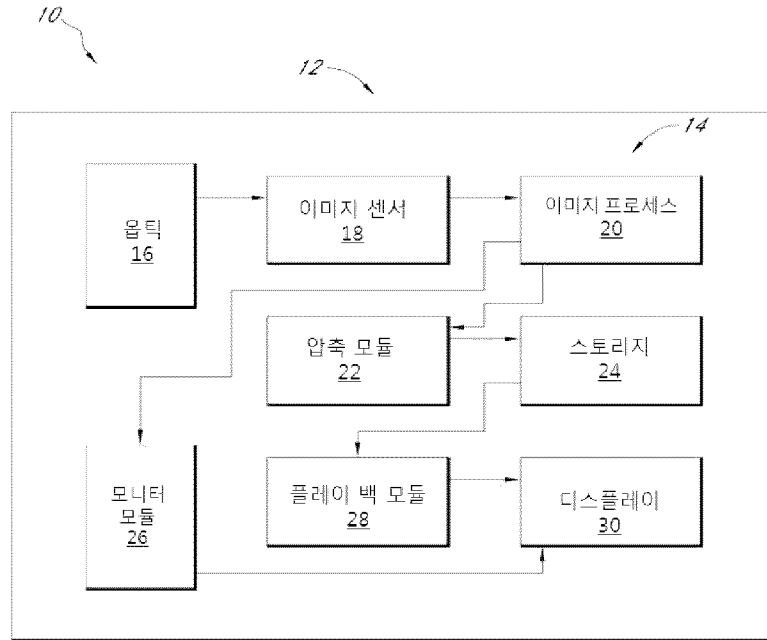 10
12
14
옵틱
16
이미지 센서
18
이미지 프로세스
20
압축 모듈
22
스토리지
24
모니터
모듈
26
플레이 백 모듈
28
디스플레이
30